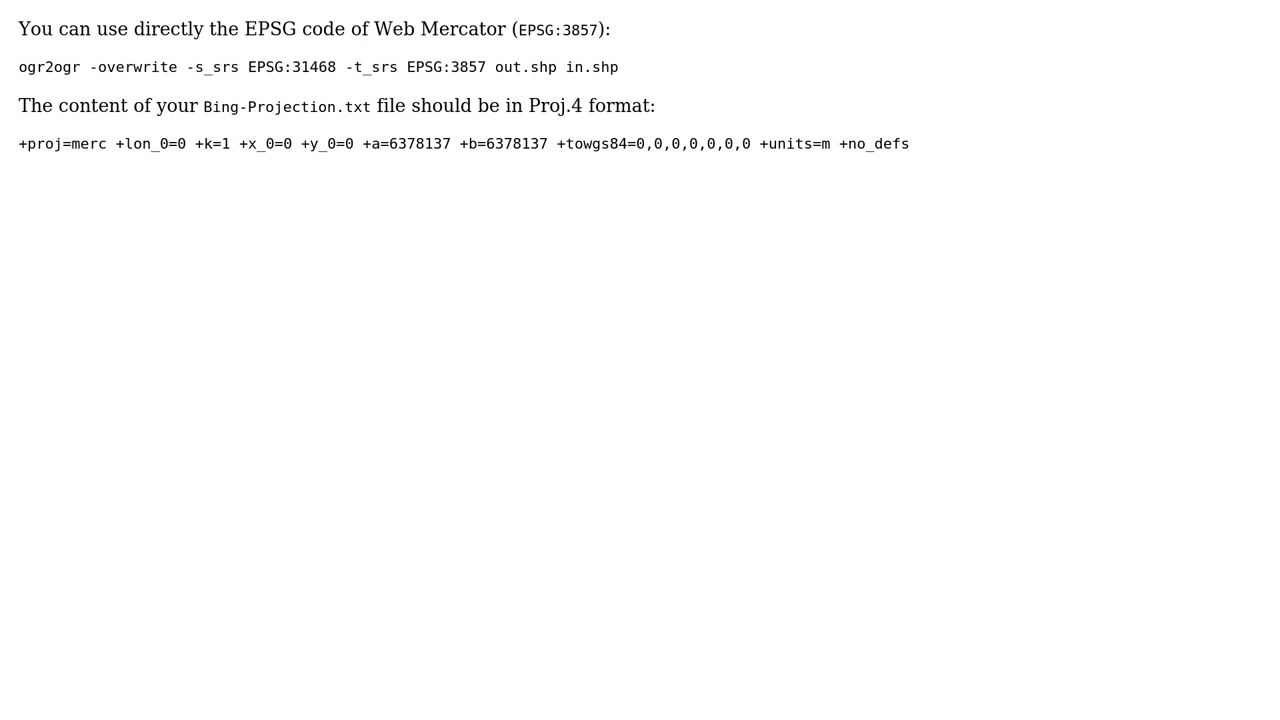 You can use directly the EPSG code of Web Mercator (EPSG:3857):
ogr2ogr -overwrite -s_srs EPSG:31468 -t_srs EPSG:3857 out.shp in.shp
The content of your Bing-Projection.txt file should be in Proj.4 format:
+proj=merc +lon_0=0 +k=1 +x_0=0 +y_0=0 +a=6378137 +b=6378137 +towgs84=0,0,0,0,0,0,0 +units=m +no_defs